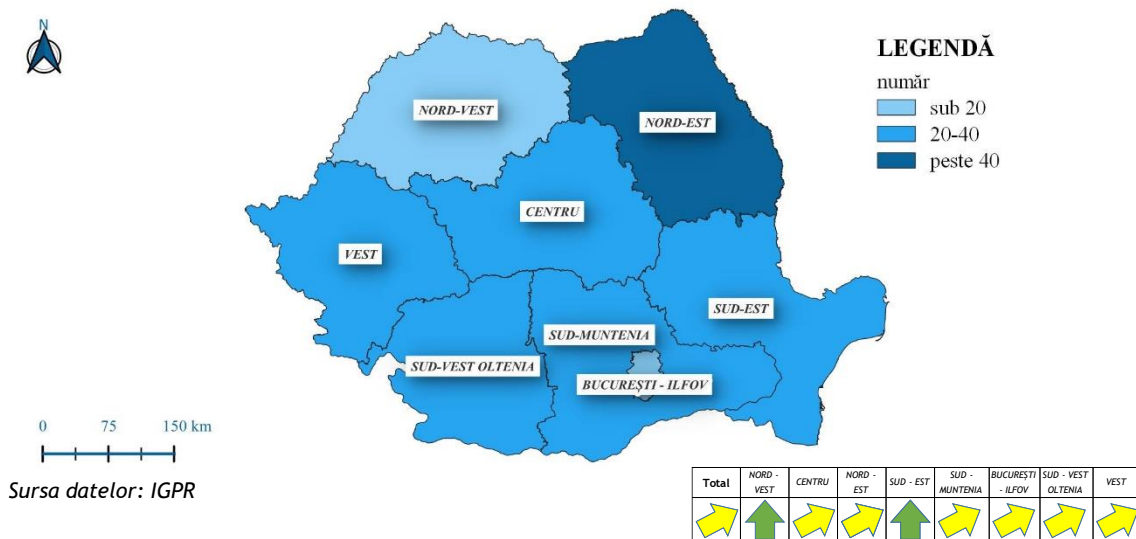 N
LEGENDĂ
număr
sub 20
20-40
peste 40
NORD-VEST
NORD-EST
CENTRU
VEST
SUD-EST
SUD-MUNTENIA
SUD-VEST OLTENIA
BUCUREȘTI - ILFOV
0 75 150 km
Sursa datelor: IGPR
Total
NORD -
VEST
CENTRU
NORD -
EST
SUD - EST
SUD -
MUNTENIA
BUCUREȘTI
- ILFOV
SUD - VEST
OLTENIA
VEST